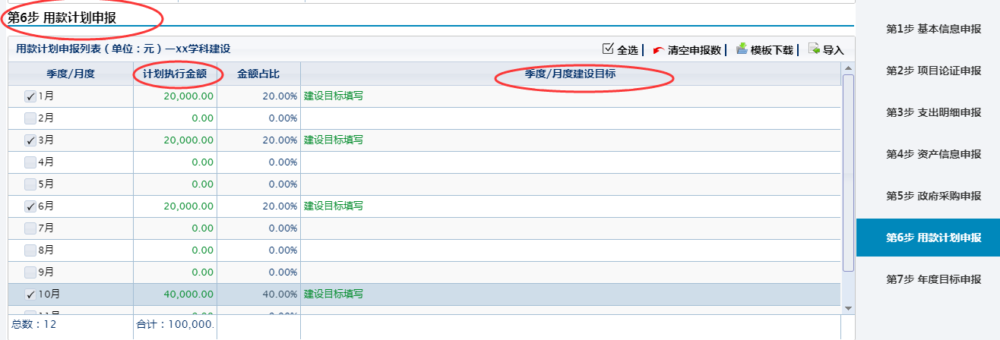 第6步 用款计划申报
用款计划申报列表（单位：元）—xx学科建设 全选 清空申报数 模板下载 导入
季度/月度 计划执行金额 金额占比 季度/月度建设目标
1月 20,000.00 20.00% 建设目标填写
2月 0.00 0.00%
3月 20,000.00 20.00% 建设目标填写
4月 0.00 0.00%
5月 0.00 0.00%
6月 20,000.00 20.00% 建设目标填写
7月 0.00 0.00%
8月 0.00 0.00%
9月 0.00 0.00%
10月 40,000.00 40.00% 建设目标填写
11月 0.00 0.00%
总数：12 合计：100,000.
第1步 基本信息申报
第2步 项目论证申报
第3步 支出明细申报
第4步 资产信息申报
第5步 政府采购申报
第6步 用款计划申报
第7步 年度目标申报